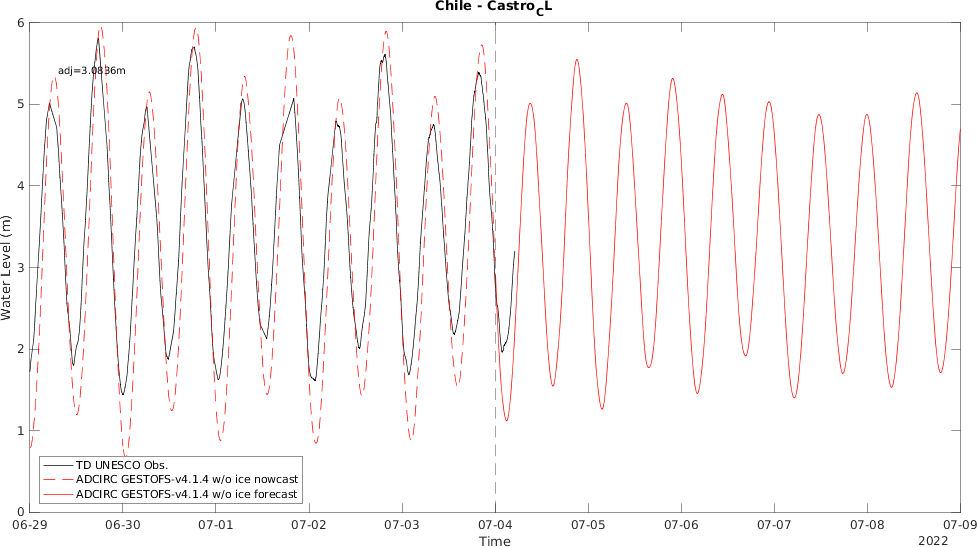 Chile - Castro_CL
6
adj=3.0836m
5
4
3
2
1
0
Water Level (m)
TD UNESCO Obs.
ADCIRC GESTOFS-v4.1.4 w/o ice nowcast
ADCIRC GESTOFS-v4.1.4 w/o ice forecast
06-29 06-30 07-01 07-02 07-03 07-04 07-05 07-06 07-07 07-08 07-09
Time
2022